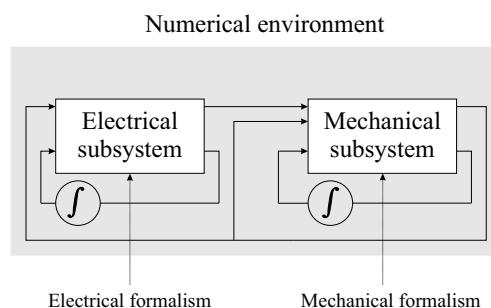 Numerical environment
Electrical
subsystem
Mechanical
subsystem
∫
∫
Electrical formalism
Mechanical formalism